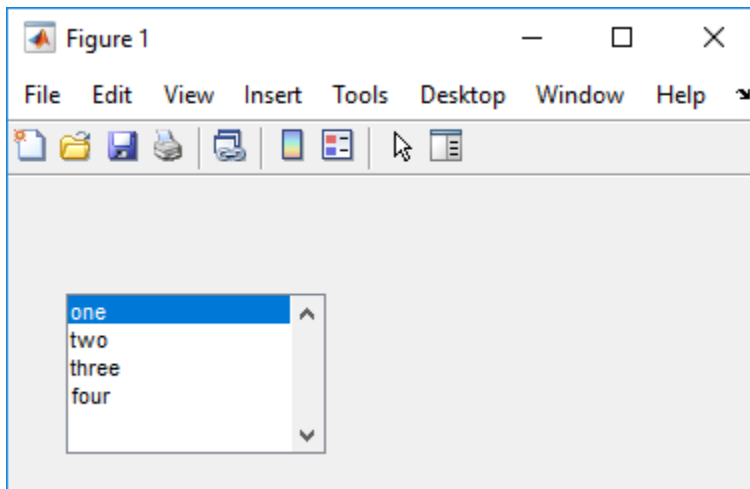 Figure 1
File Edit View Insert Tools Desktop Window Help
one
two
three
four